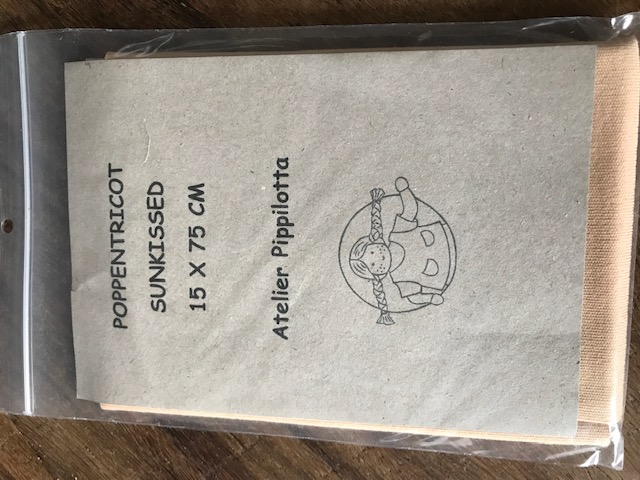 POPPENTRICOT
SUNKISSED
15 X 75 CM
Atelier Pippilotta